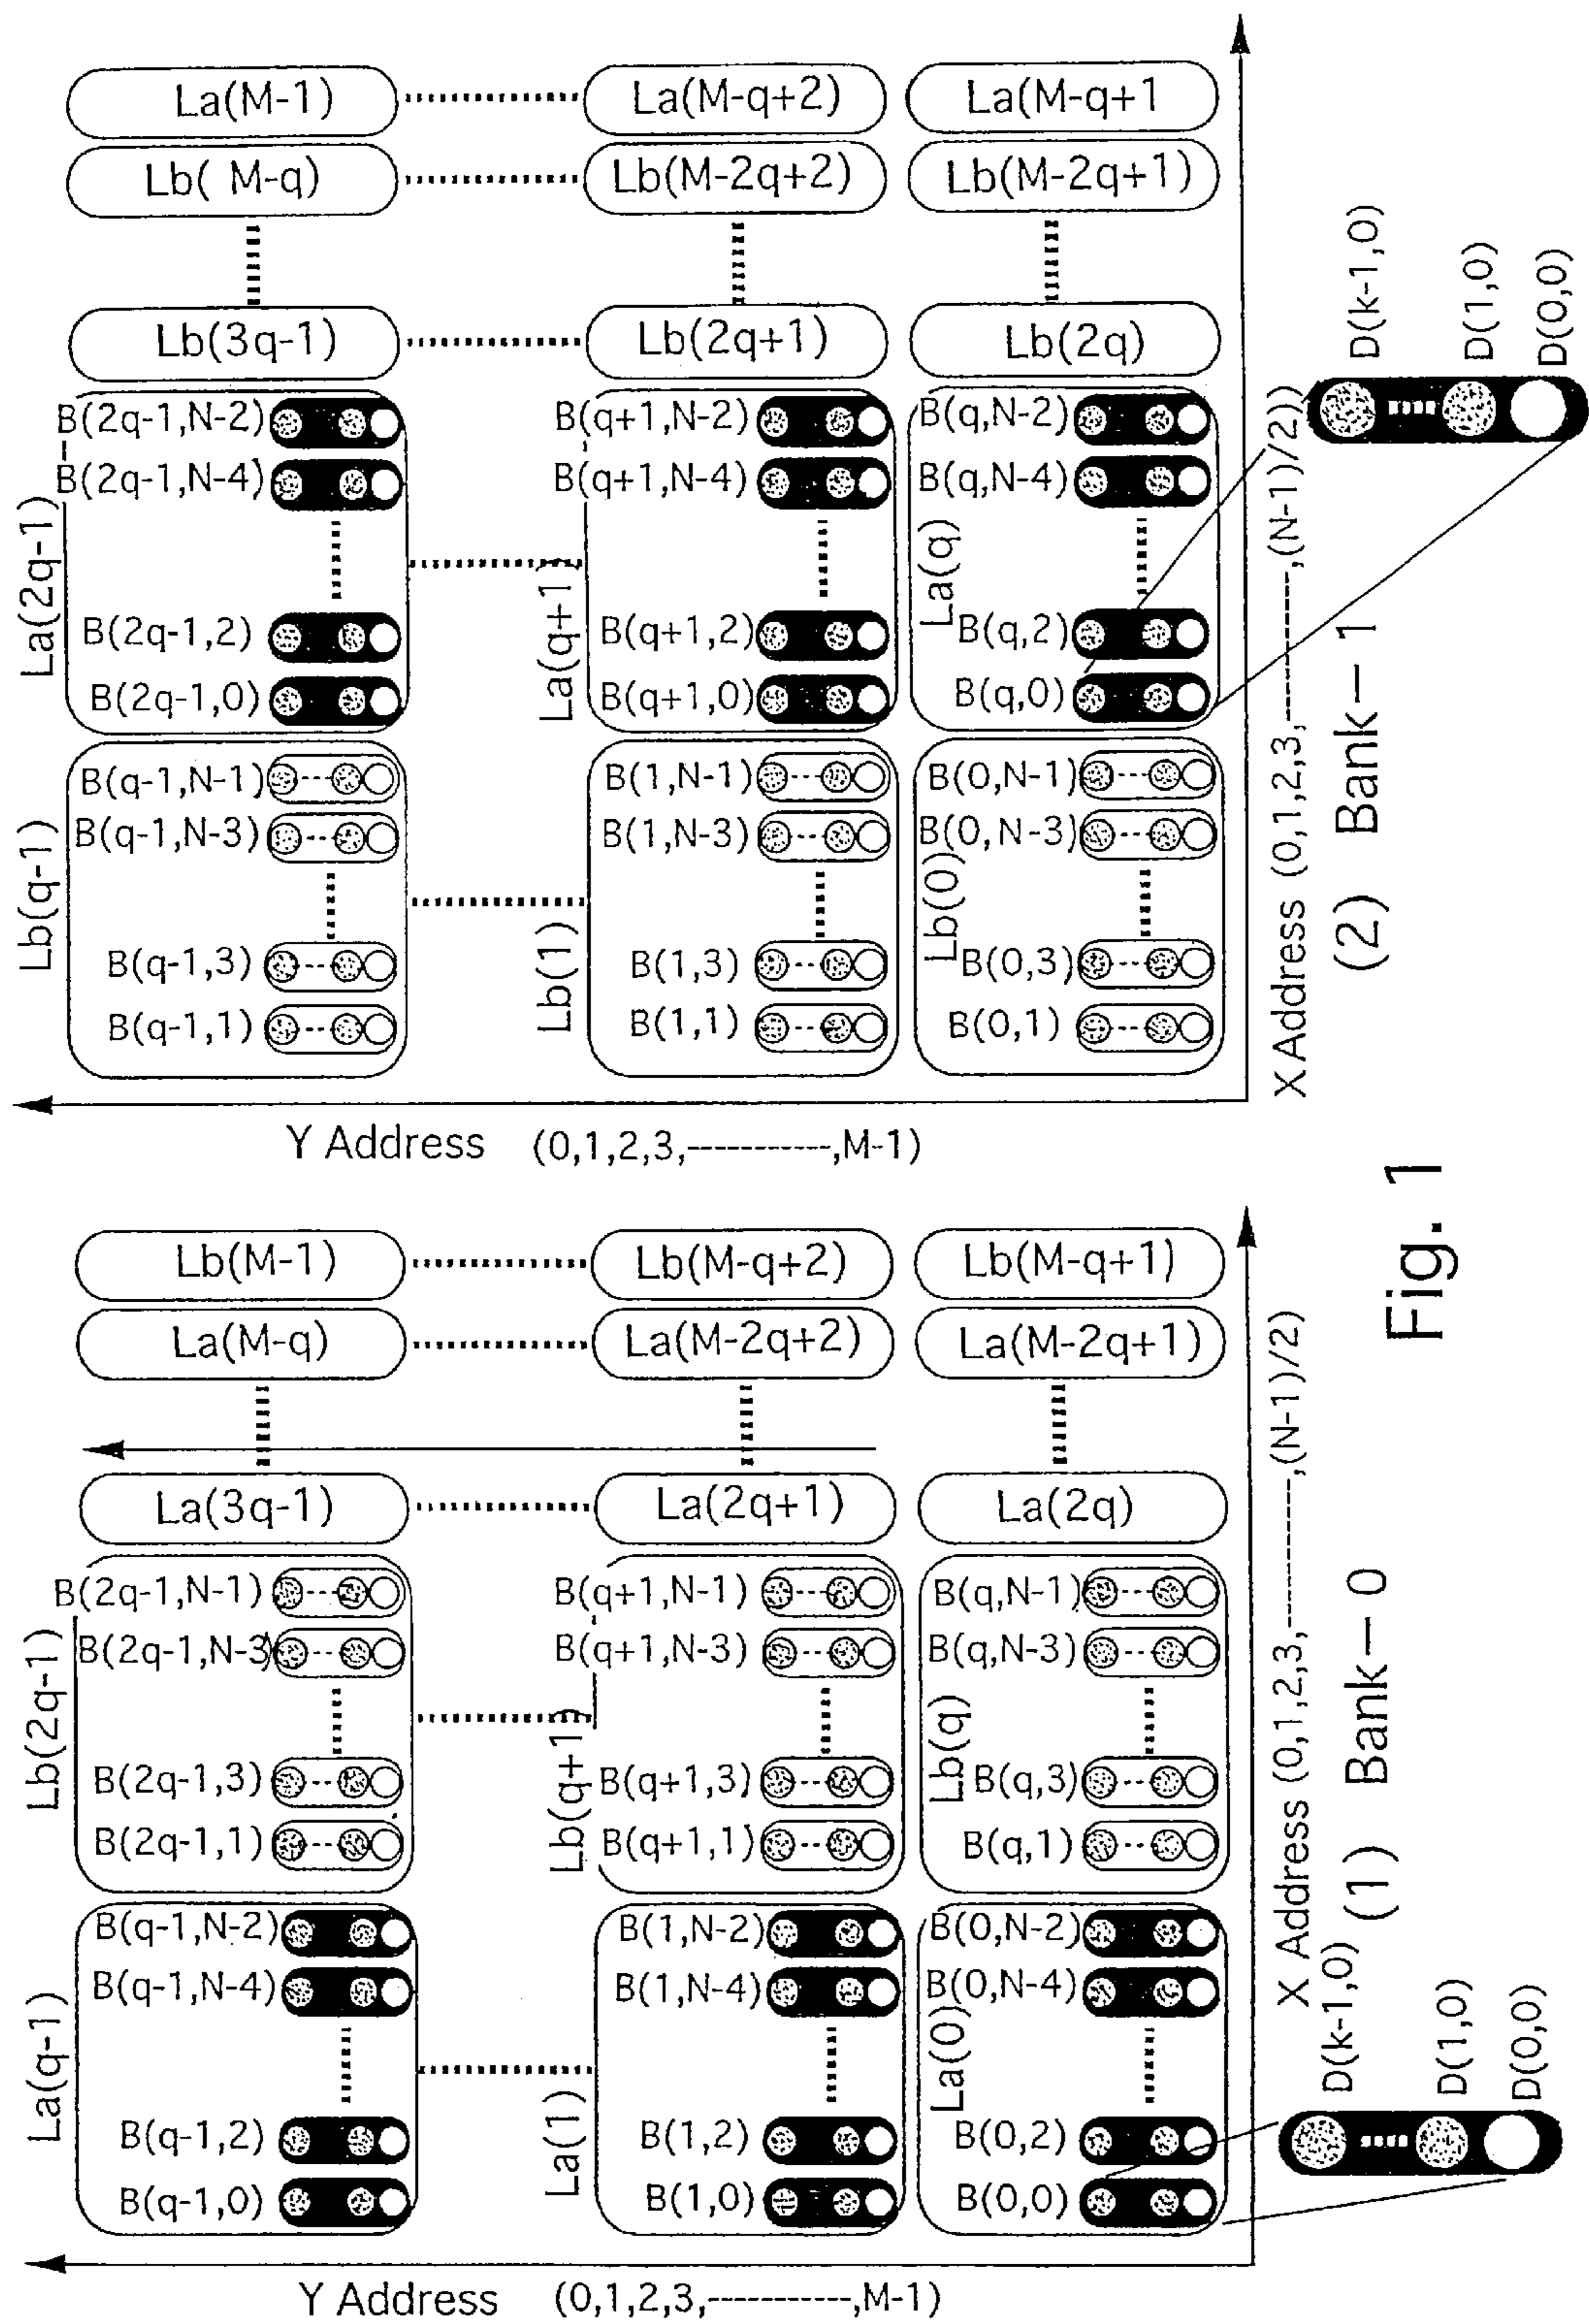 La(M-1)
La(M-q+2)
La(M-q+1
Lb( M-q)
Lb(M-2q+2)
Lb(M-2q+1)
Lb(3q-1)
Lb(2q+1)
Lb(2q)
La(2q-1)
B(2q-1,N-2)
B(2q-1,N-4)
B(2q-1,2)
B(2q-1,0)
La(q+1)
B(q+1,N-2)
B(q+1,N-4)
B(q+1,2)
B(q+1,0)
La(q)
B(q,N-2)
B(q,N-4)
B(q,2)
B(q,0)
Lb(q-1)
B(q-1,N-1)
B(q-1,N-3)
B(q-1,3)
B(q-1,1)
Lb(1)
B(1,N-1)
B(1,N-3)
B(1,3)
B(1,1)
Lb(0)
B(0,N-1)
B(0,N-3)
B(0,3)
B(0,1)
D(k-1,0)
D(1,0)
D(0,0)
X Address (0,1,2,3,-----------,(N-1)/2))
(2) Bank-1
Y Address (0,1,2,3,-----------,M-1)
Fig. 1
Lb(M-1)
Lb(M-q+2)
Lb(M-q+1)
La(M-q)
La(M-2q+2)
La(M-2q+1)
La(3q-1)
La(2q+1)
La(2q)
Lb(2q-1)
B(2q-1,N-1)
B(2q-1,N-3)
B(2q-1,3)
B(2q-1,1)
Lb(q+1)
B(q+1,N-1)
B(q+1,N-3)
B(q+1,3)
B(q+1,1)
Lb(q)
B(q,N-1)
B(q,N-3)
B(q,3)
B(q,1)
La(q-1)
B(q-1,N-2)
B(q-1,N-4)
B(q-1,2)
B(q-1,0)
La(1)
B(1,N-2)
B(1,N-4)
B(1,2)
B(1,0)
La(0)
B(0,N-2)
B(0,N-4)
B(0,2)
B(0,0)
X Address (0,1,2,3,-----------,(N-1)/2)
(1) Bank-0
D(k-1,0)
D(1,0)
D(0,0)
Y Address (0,1,2,3,-----------,M-1)